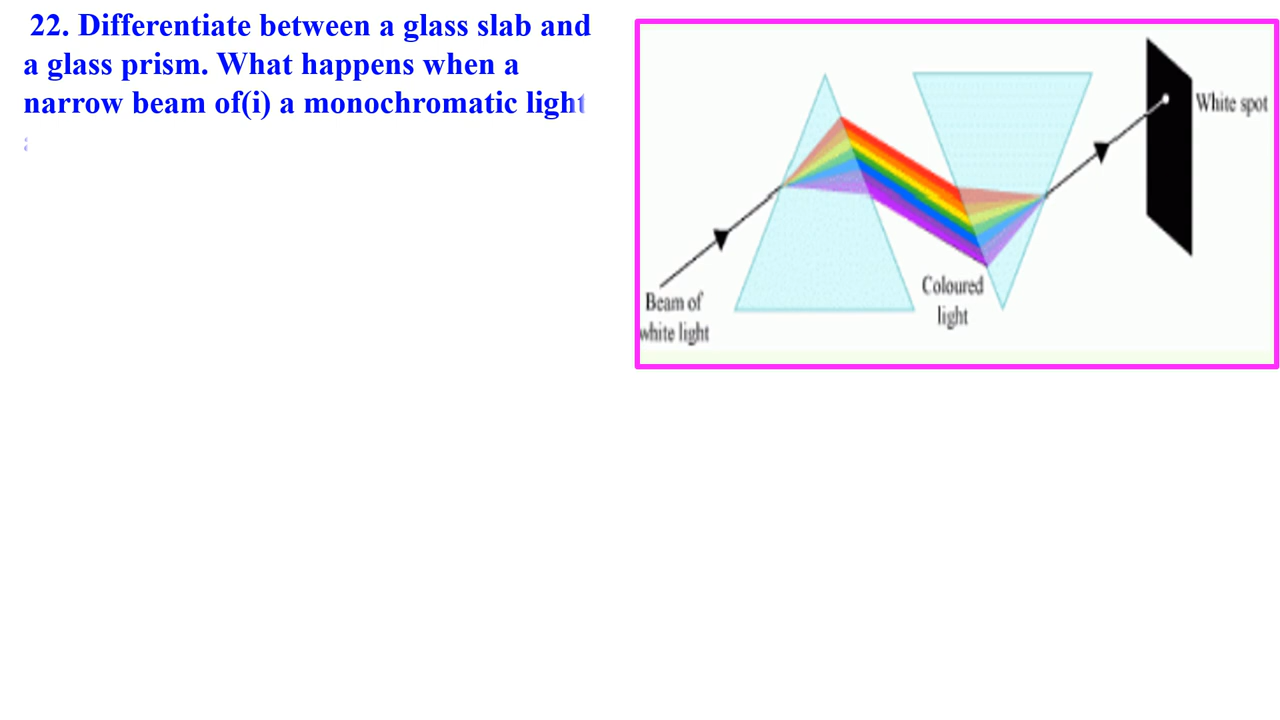 22. Differentiate between a glass slab and
a glass prism. What happens when a
narrow beam of(i) a monochromatic light
White spot
Coloured
light
Beam of
white light